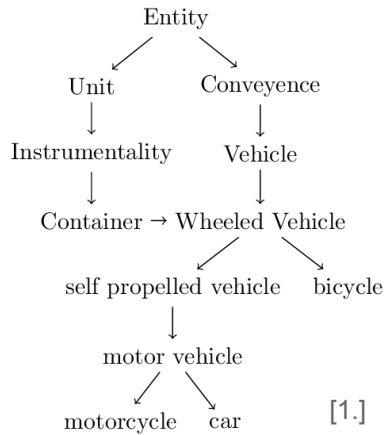 Entity
Unit Conveyence
Instrumentality Vehicle
Container → Wheeled Vehicle
self propelled vehicle bicycle
motor vehicle
motorcycle car [1.]